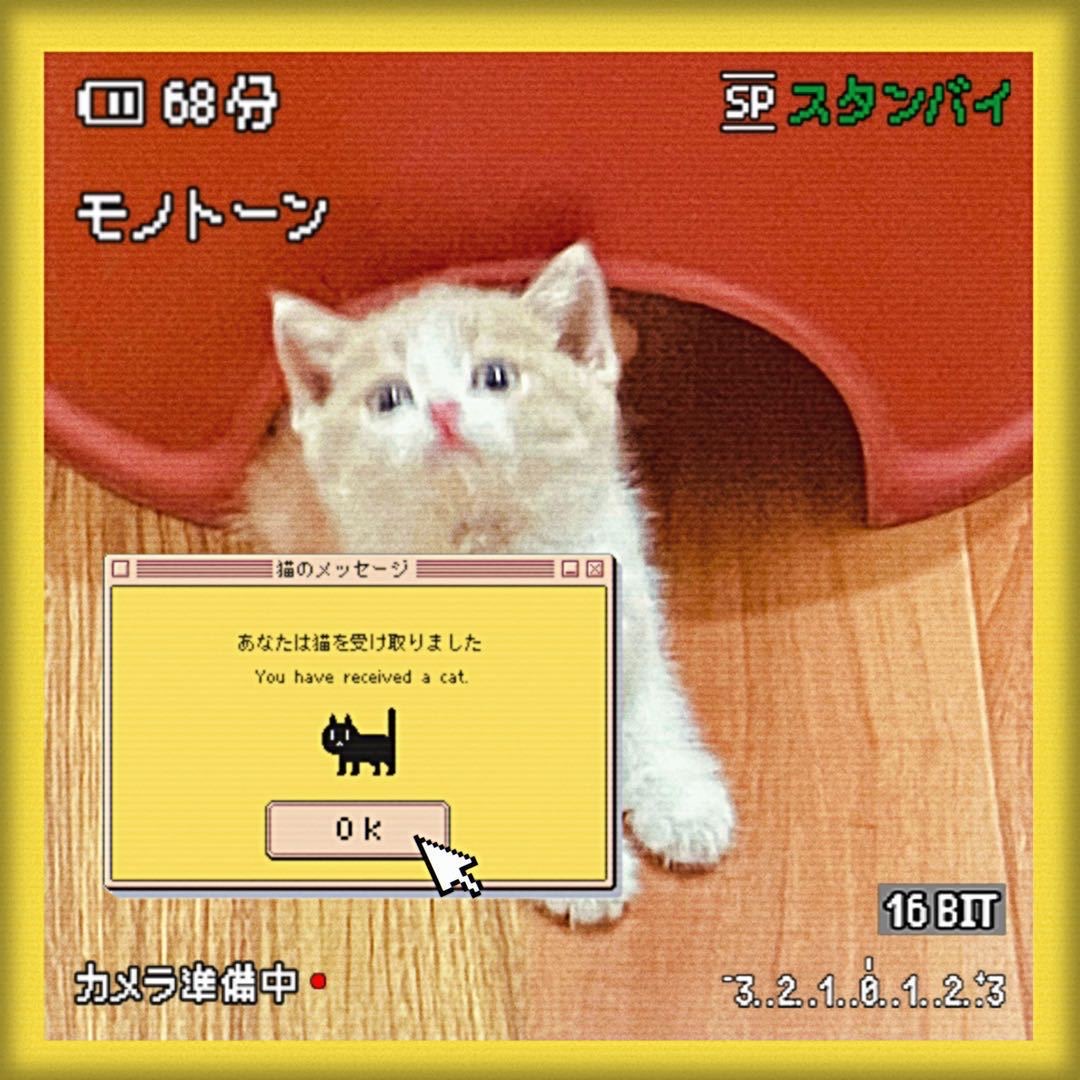 68分
SP スタンバイ
モノトーン
猫のメッセージ
あなたは猫を受け取りました
You have received a cat.
OK
16 BIT
カメラ準備中
-3..2..1..0..1..2..+3